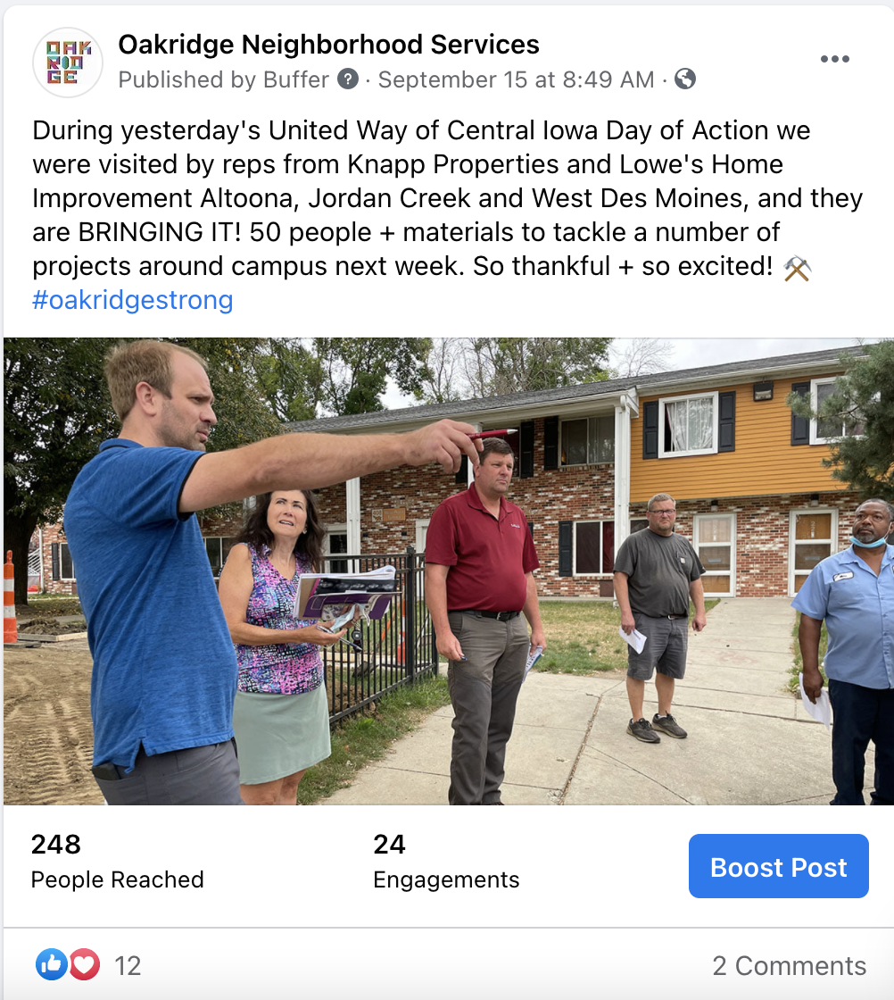 OAK
RID
GE
Oakridge Neighborhood Services
Published by Buffer ? · September 15 at 8:49 AM ·
During yesterday's United Way of Central Iowa Day of Action we
were visited by reps from Knapp Properties and Lowe's Home
Improvement Altoona, Jordan Creek and West Des Moines, and they
are BRINGING IT! 50 people + materials to tackle a number of
projects around campus next week. So thankful + so excited! ⚒️
#oakridgestrong
248
People Reached
24
Engagements
Boost Post
12
2 Comments